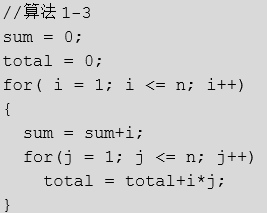 //算法1-3
sum = 0;
total = 0;
for( i = 1; i <= n; i++)
{
  sum = sum+i;
  for(j = 1; j <= n; j++)
    total = total+i*j;
}